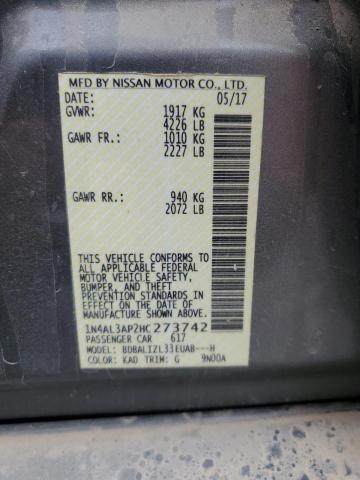 MFD BY NISSAN MOTOR CO., LTD.
DATE: 05/17
GVWR: 1917 KG
4226 LB
GAWR FR.: 1010 KG
2227 LB
GAWR RR.: 940 KG
2072 LB
THIS VEHICLE CONFORMS TO
ALL APPLICABLE FEDERAL
MOTOR VEHICLE SAFETY,
BUMPER, AND THEFT
PREVENTION STANDARDS
IN EFFECT ON THE DATE OF
MANUFACTURE SHOWN ABOVE.
1N4AL3AP2HC273742
PASSENGER CAR 617
MODEL: BDBALIZL33EUAB---H
COLOR: KAD TRIM: G 9N00A